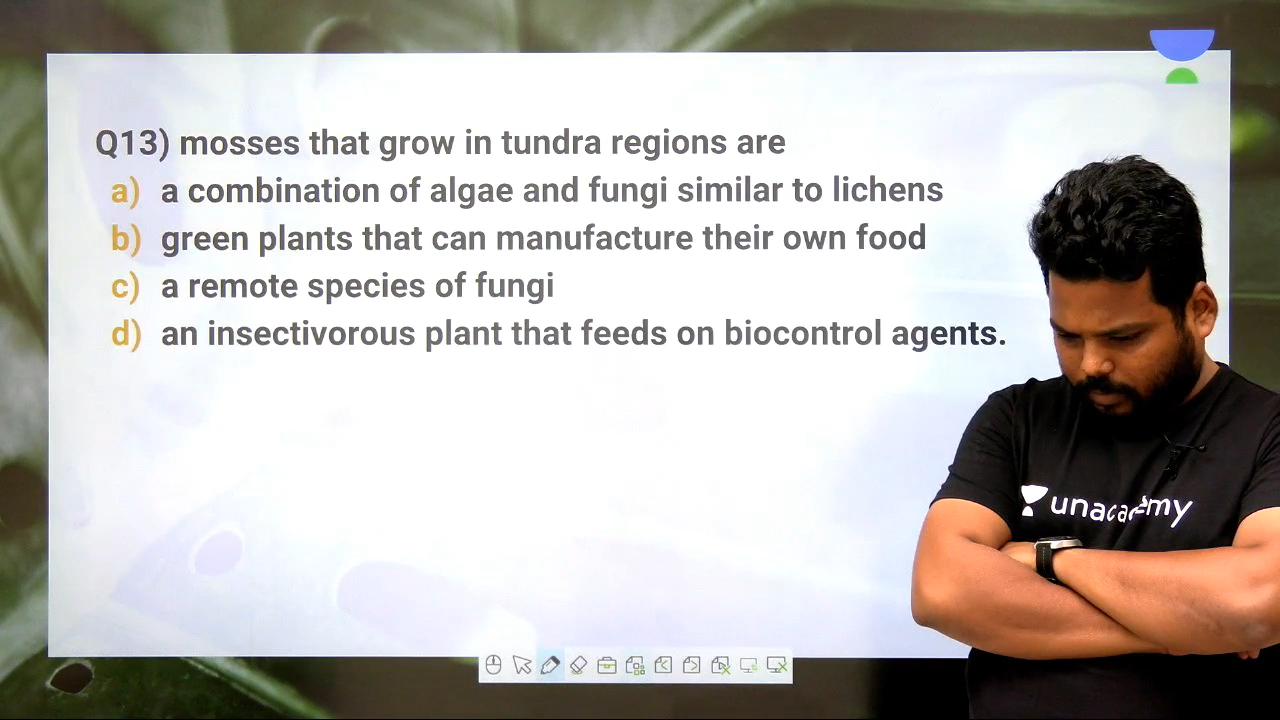 Q13) mosses that grow in tundra regions are
a) a combination of algae and fungi similar to lichens
b) green plants that can manufacture their own food
c) a remote species of fungi
d) an insectivorous plant that feeds on biocontrol agents.
unacademy